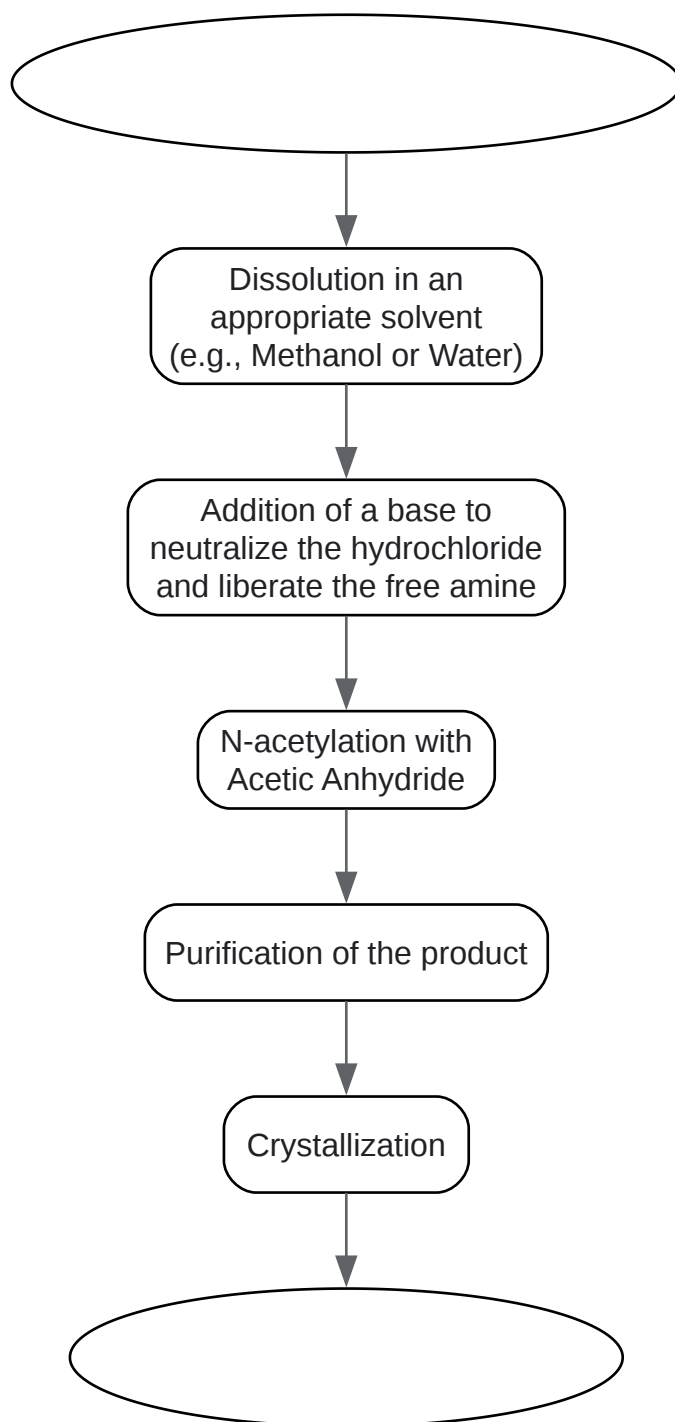 Dissolution in an
appropriate solvent
(e.g., Methanol or Water)
Addition of a base to
neutralize the hydrochloride
and liberate the free amine
N-acetylation with
Acetic Anhydride
Purification of the product
Crystallization